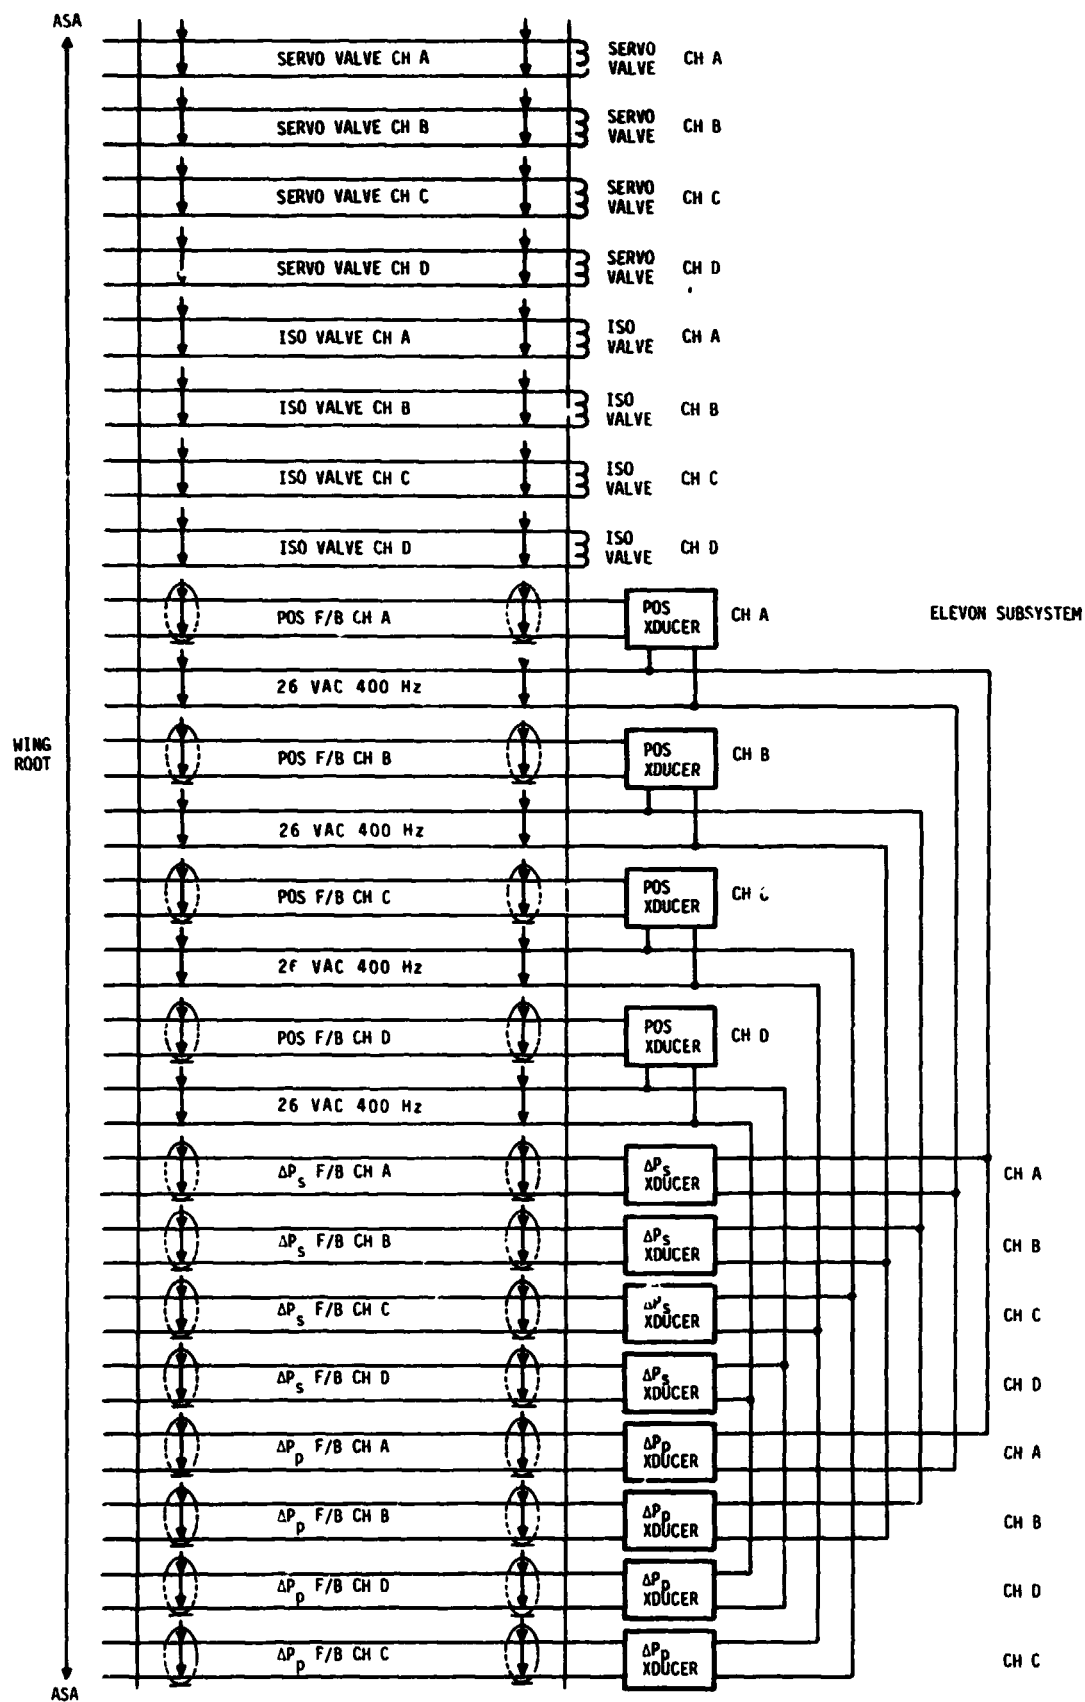 ASA
SERVO VALVE CH A
SERVO
VALVE
CH A
SERVO VALVE CH B
SERVO
VALVE
CH B
SERVO VALVE CH C
SERVO
VALVE
CH C
SERVO VALVE CH D
SERVO
VALVE
CH D
ISO VALVE CH A
ISO
VALVE
CH A
ISO VALVE CH B
ISO
VALVE
CH B
ISO VALVE CH C
ISO
VALVE
CH C
ISO VALVE CH D
ISO
VALVE
CH D
POS F/B CH A
POS
XDUCER
CH A
ELEVON SUBSYSTEM
26 VAC 400 Hz
WING
ROOT
POS F/B CH B
POS
XDUCER
CH B
26 VAC 400 Hz
POS F/B CH C
POS
XDUCER
CH C
26 VAC 400 Hz
POS F/B CH D
POS
XDUCER
CH D
26 VAC 400 Hz
ΔPs F/B CH A
ΔPs
XDUCER
CH A
ΔPs F/B CH B
ΔPs
XDUCER
CH B
ΔPs F/B CH C
ΔPs
XDUCER
CH C
ΔPs F/B CH D
ΔPs
XDUCER
CH D
ΔPp F/B CH A
ΔPp
XDUCER
CH A
ΔPp F/B CH B
ΔPp
XDUCER
CH B
ΔPp F/B CH D
ΔPp
XDUCER
CH D
ΔPp F/B CH C
ΔPp
XDUCER
CH C
ASA